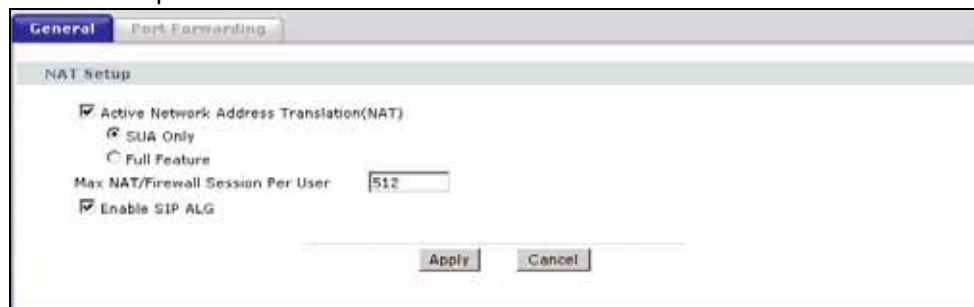 General Port Forwarding
NAT Setup
Active Network Address Translation(NAT)
SUA Only
Full Feature
Max NAT/Firewall Session Per User 512
Enable SIP ALG
Apply Cancel